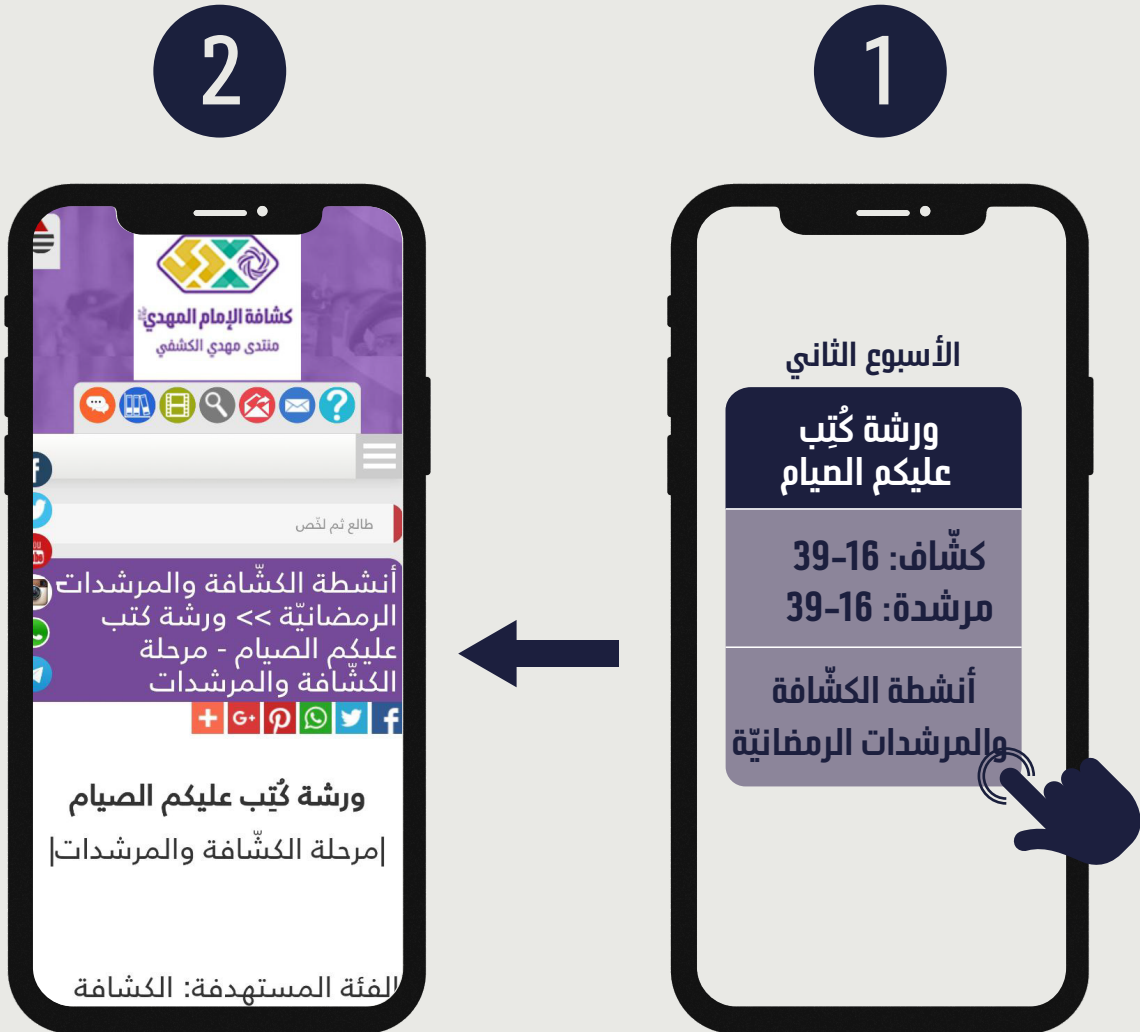 1
الأسبوع الثاني
ورشة كُتِب
عليكم الصيام
كشّاف: 16-39
مرشدة: 16-39
أنشطة الكشّافة
والمرشدات الرمضانيّة
2
كشافة الإمام المهدي
منتدى مهدي الكشفي
طالع ثم لخّص
أنشطة الكشّافة والمرشدات
الرمضانيّة >> ورشة كتب
عليكم الصيام - مرحلة
الكشّافة والمرشدات
G+
ورشة كُتِب عليكم الصيام
|مرحلة الكشّافة والمرشدات|
الفئة المستهدفة: الكشافة